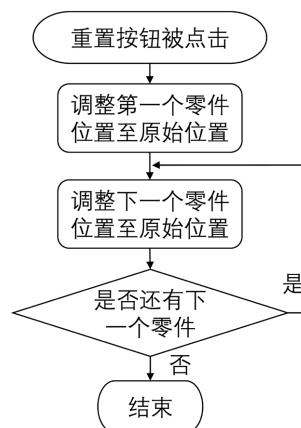 重置按钮被点击
调整第一个零件
位置至原始位置
调整下一个零件
位置至原始位置
是否还有下
一个零件
是
否
结束